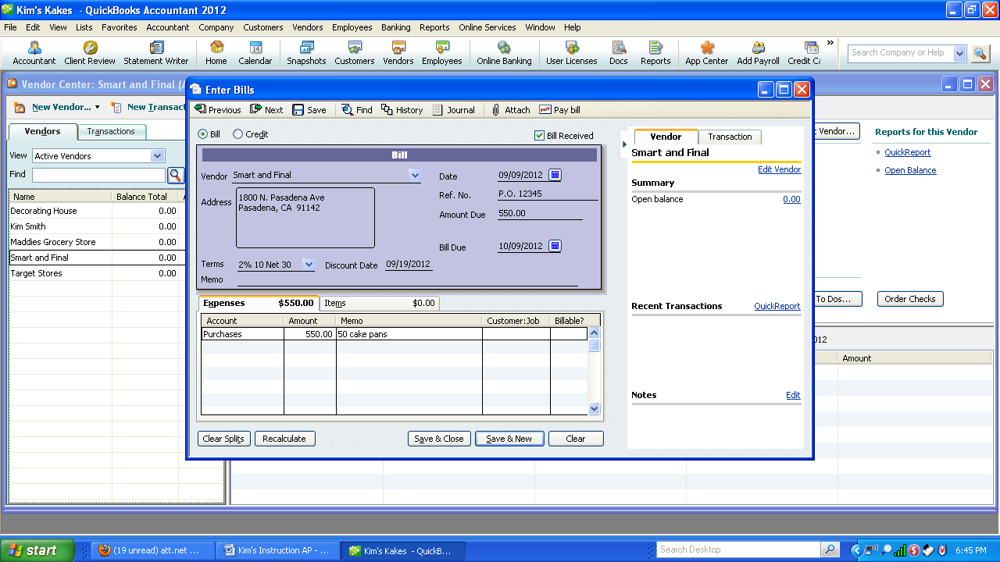 Kim's Kakes - QuickBooks Accountant 2012
File Edit View Lists Favorites Accountant Company Customers Vendors Employees Banking Reports Online Services Window Help
Accountant Client Review Statement Writer Home Calendar Snapshots Customers Vendors Employees Online Banking User Licenses Docs Reports App Center Add Payroll Credit Ca » Search Company or Help
Vendor Center: Smart and Final (A
New Vendor... New Transact
Vendors Transactions
View Active Vendors
Find
Name Balance Total A
Decorating House 0.00
Kim Smith 0.00
Maddies Grocery Store 0.00
Smart and Final 0.00
Target Stores 0.00
Enter Bills
Previous Next Save Find History Journal Attach Pay bill
Bill Credit Bill Received
Bill
Vendor Smart and Final Date 09/09/2012
Address 1800 N. Pasadena Ave
Pasadena, CA 91142
Ref. No. P.O. 12345
Amount Due 550.00
Bill Due 10/09/2012
Terms 2% 10 Net 30 Discount Date 09/19/2012
Memo
Expenses $550.00 Items $0.00
Account Amount Memo Customer:Job Billable?
Purchases 550.00 50 cake pans
Clear Splits Recalculate Save & Close Save & New Clear
Vendor Transaction
Smart and Final
Edit Vendor
Summary
Open balance 0.00
Recent Transactions QuickReport
Notes Edit
t Vendor... Reports for this Vendor
QuickReport
Open Balance
To Dos... Order Checks
012
Amount
start (19 unread) att.net ... Kim's Instruction AP - ... Kim's Kakes - QuickB... Search Desktop 6:45 PM